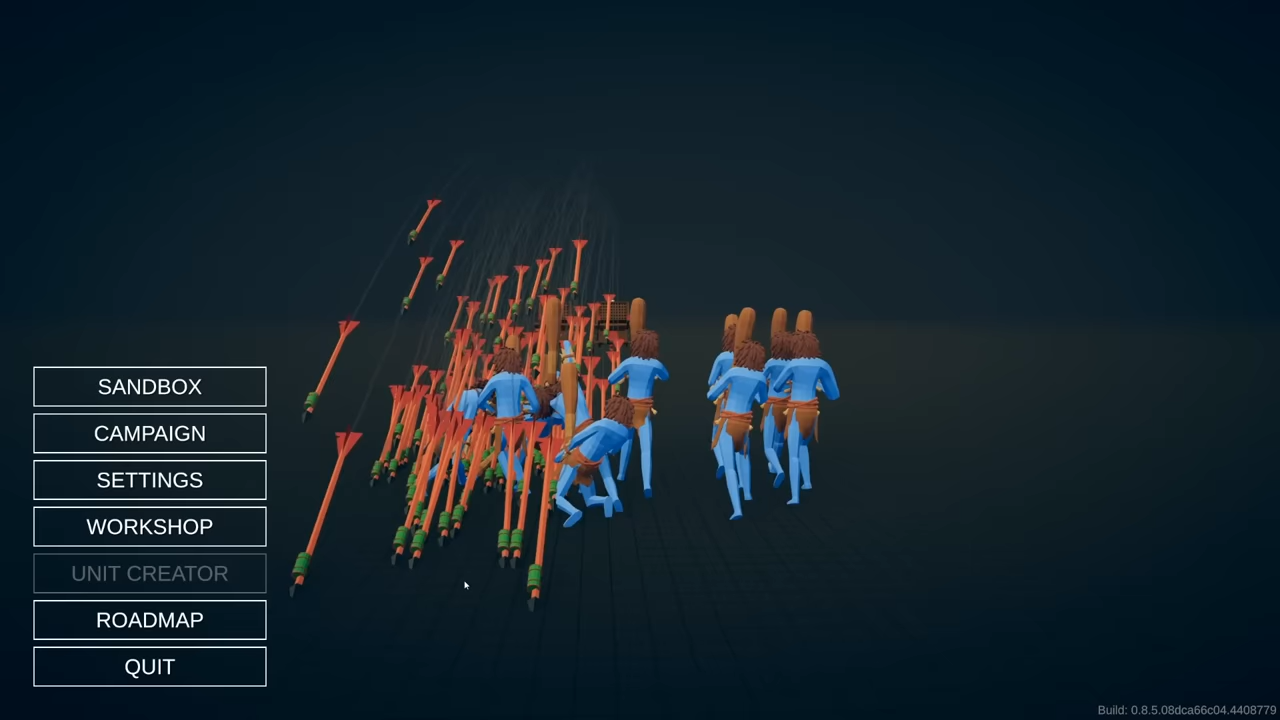 SANDBOX
CAMPAIGN
SETTINGS
WORKSHOP
UNIT CREATOR
ROADMAP
QUIT
Build: 0.8.5.08dca66c04.4408779